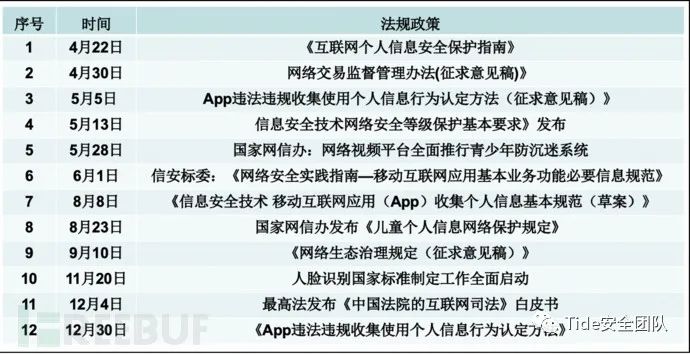 序号 时间 法规政策
1 4月22日 《互联网个人信息安全保护指南》
2 4月30日 网络交易监督管理办法(征求意见稿)》
3 5月5日 App违法违规收集使用个人信息行为认定方法（征求意见稿）》
4 5月13日 信息安全技术网络安全等级保护基本要求》发布
5 5月28日 国家网信办：网络视频平台全面推行青少年防沉迷系统
6 6月1日 信安标委：《网络安全实践指南—移动互联网应用基本业务功能必要信息规范》
7 8月8日 《信息安全技术 移动互联网应用（App）收集个人信息基本规范（草案）》
8 8月23日 国家网信办发布《儿童个人信息网络保护规定》
9 9月10日 《网络生态治理规定（征求意见稿）》
10 11月20日 人脸识别国家标准制定工作全面启动
11 12月4日 最高法发布《中国法院的互联网司法》白皮书
12 12月30日 《App违法违规收集使用个人信息行为认定方法》
FREEBUF
Tide安全团队